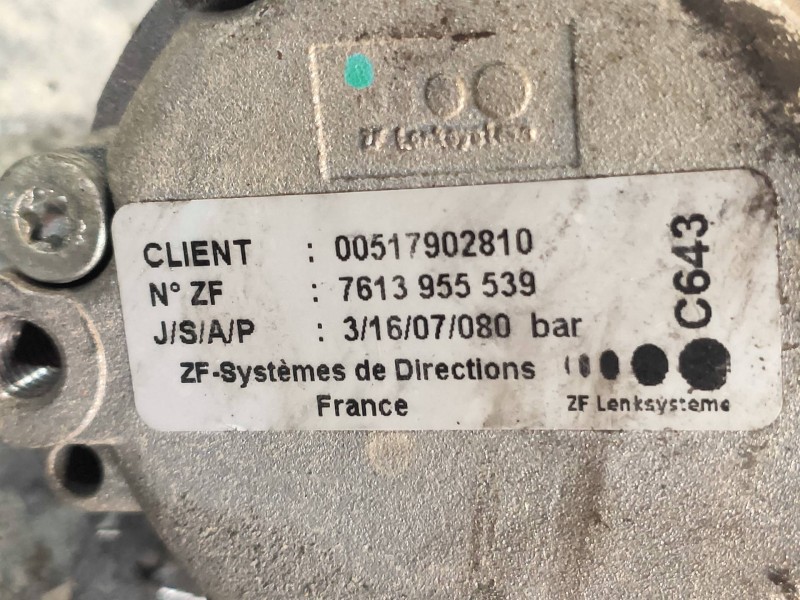 ZF Lenksysteme
CLIENT : 00517902810
N° ZF : 7613 955 539
J/S/A/P : 3/16/07/080 bar
ZF-Systèmes de Directions
France
C643
ZF Lenksysteme